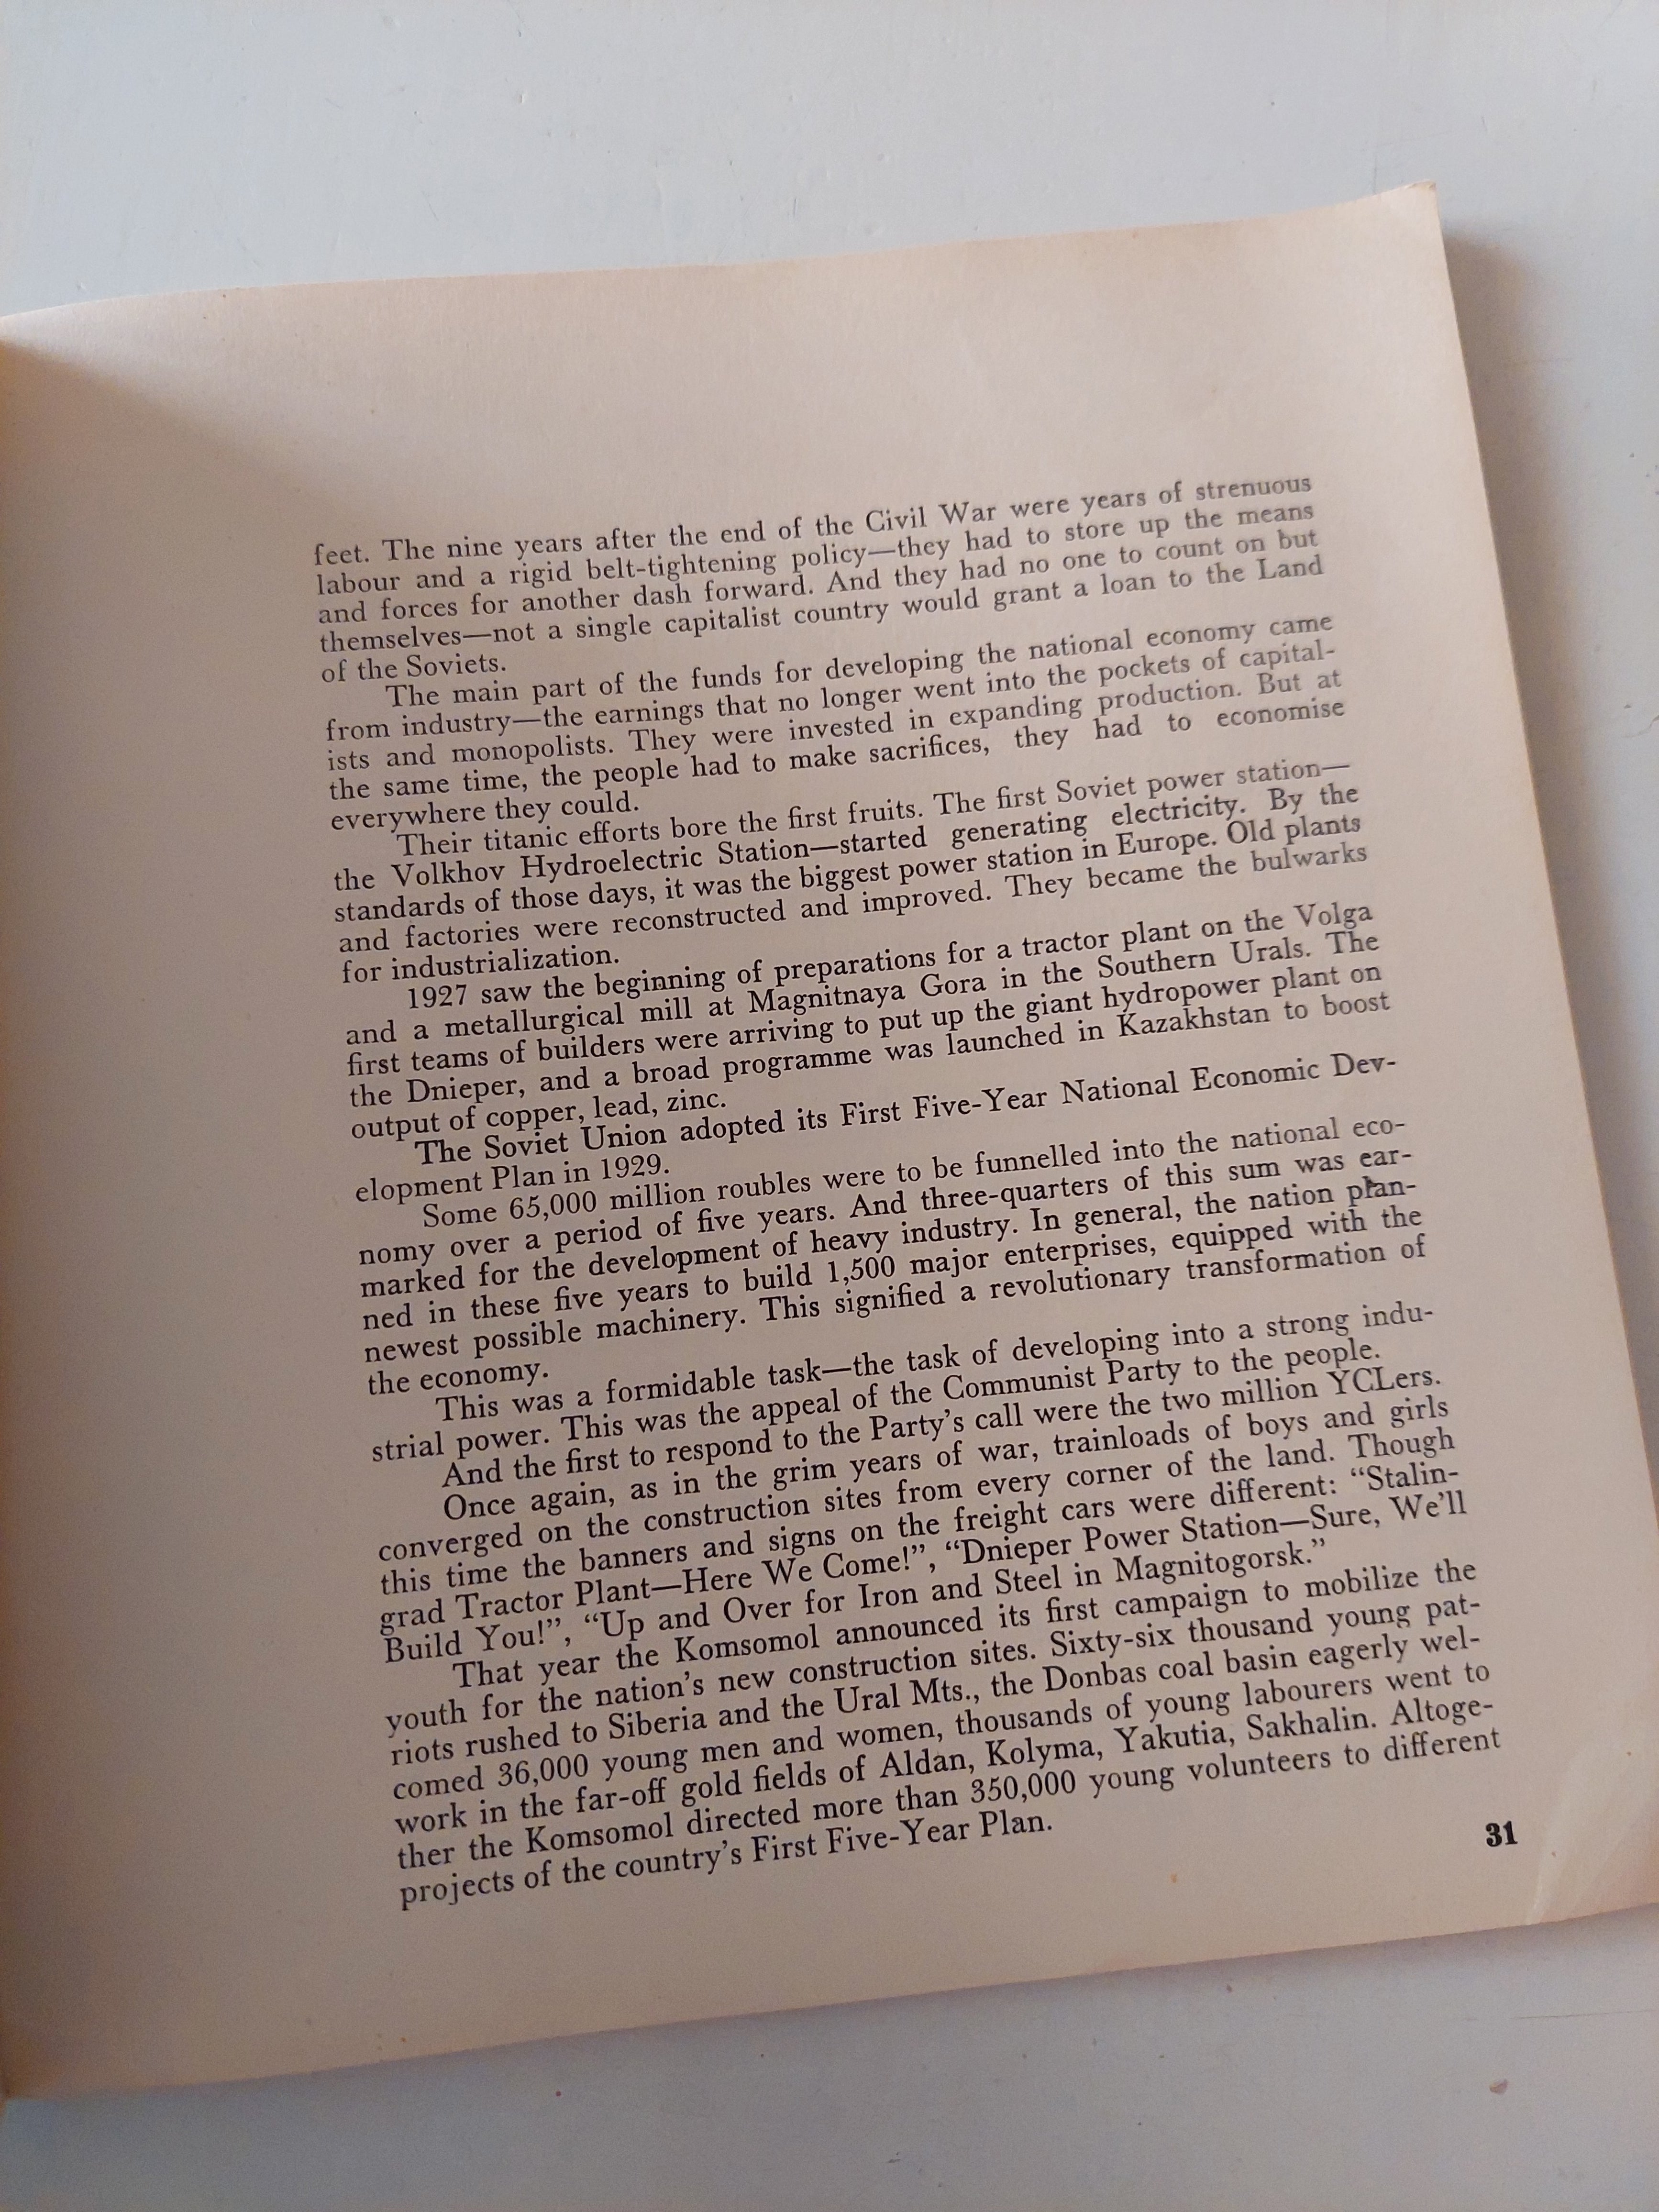 feet. The nine years after the end of the Civil War were years of strenuous
labour and a rigid belt-tightening policy—they had to store up the means
and forces for another dash forward. And they had no one to count on but
themselves—not a single capitalist country would grant a loan to the Land
of the Soviets.
The main part of the funds for developing the national economy came
from industry—the earnings that no longer went into the pockets of capital-
ists and monopolists. They were invested in expanding production. But at
the same time, the people had to make sacrifices, they had to economise
everywhere they could.
Their titanic efforts bore the first fruits. The first Soviet power station—
the Volkhov Hydroelectric Station—started generating electricity. By the
standards of those days, it was the biggest power station in Europe. Old plants
and factories were reconstructed and improved. They became the bulwarks
for industrialization.
1927 saw the beginning of preparations for a tractor plant on the Volga
and a metallurgical mill at Magnitnaya Gora in the Southern Urals. The
first teams of builders were arriving to put up the giant hydropower plant on
the Dnieper, and a broad programme was launched in Kazakhstan to boost
output of copper, lead, zinc.
The Soviet Union adopted its First Five-Year National Economic Dev-
elopment Plan in 1929.
Some 65,000 million roubles were to be funnelled into the national eco-
nomy over a period of five years. And three-quarters of this sum was ear-
marked for the development of heavy industry. In general, the nation plan-
ned in these five years to build 1,500 major enterprises, equipped with the
newest possible machinery. This signified a revolutionary transformation of
the economy.
This was a formidable task—the task of developing into a strong indu-
strial power. This was the appeal of the Communist Party to the people.
And the first to respond to the Party's call were the two million YCLers.
Once again, as in the grim years of war, trainloads of boys and girls
converged on the construction sites from every corner of the land. Though
this time the banners and signs on the freight cars were different: “Stalin-
grad Tractor Plant—Here We Come!”, “Dnieper Power Station—Sure, We'll
Build You!”, “Up and Over for Iron and Steel in Magnitogorsk.”
That year the Komsomol announced its first campaign to mobilize the
youth for the nation's new construction sites. Sixty-six thousand young pat-
riots rushed to Siberia and the Ural Mts., the Donbas coal basin eagerly wel-
comed 36,000 young men and women, thousands of young labourers went to
work in the far-off gold fields of Aldan, Kolyma, Yakutia, Sakhalin. Altoge-
ther the Komsomol directed more than 350,000 young volunteers to different
projects of the country's First Five-Year Plan.
31